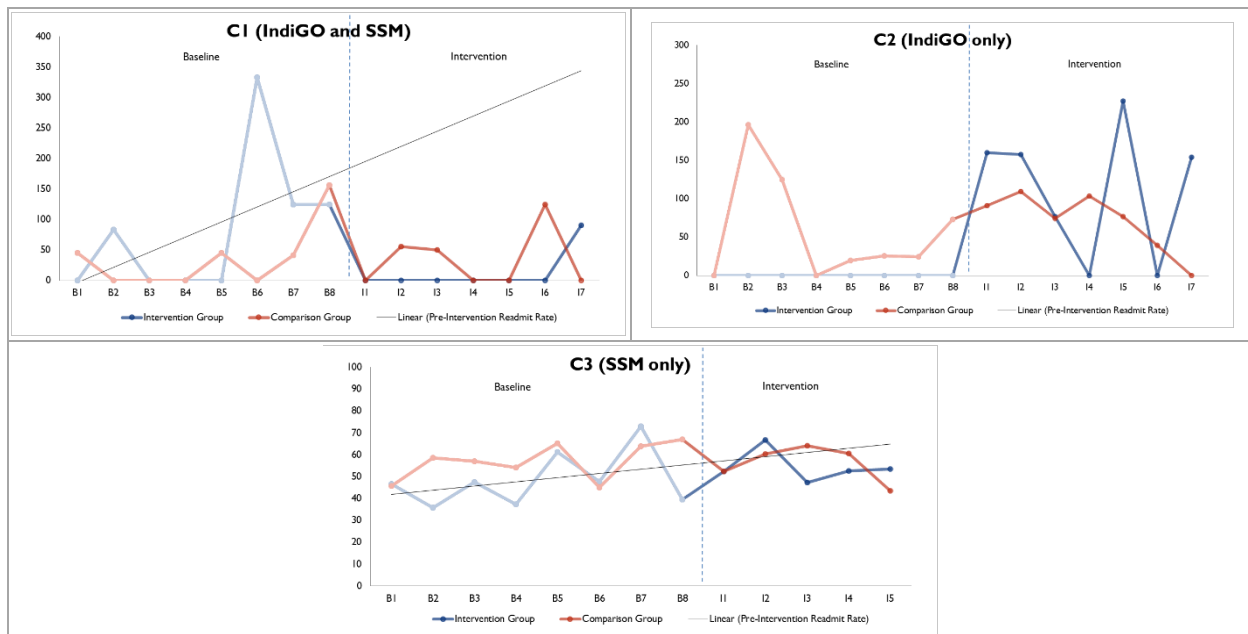 C1 (IndiGO and SSM)
Baseline
Intervention
400
350
300
250
200
150
100
50
0
B1 B2 B3 B4 B5 B6 B7 B8 I1 I2 I3 I4 I5 I6 I7
Intervention Group Comparison Group Linear (Pre-Intervention Readmit Rate)
C2 (IndiGO only)
Baseline
Intervention
300
250
200
150
100
50
0
B1 B2 B3 B4 B5 B6 B7 B8 I1 I2 I3 I4 I5 I6 I7
Intervention Group Comparison Group Linear (Pre-Intervention Readmit Rate)
C3 (SSM only)
Baseline
Intervention
100
90
80
70
60
50
40
30
20
10
0
B1 B2 B3 B4 B5 B6 B7 B8 I1 I2 I3 I4 I5
Intervention Group Comparison Group Linear (Pre-Intervention Readmit Rate)